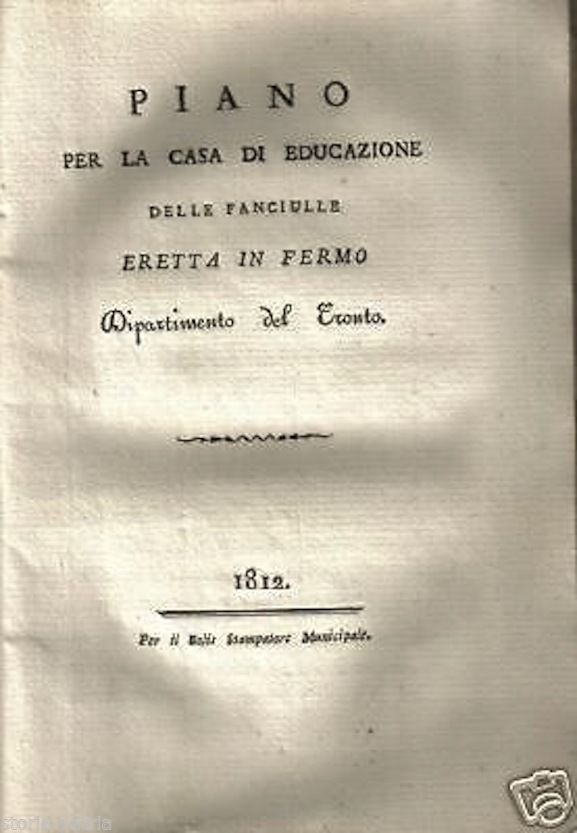 PIANO
PER LA CASA DI EDUCAZIONE
DELLE FANCIULLE
ERETTA IN FERMO
Dipartimento del Tronto.
1812.
Per il Stampatore Municipale.